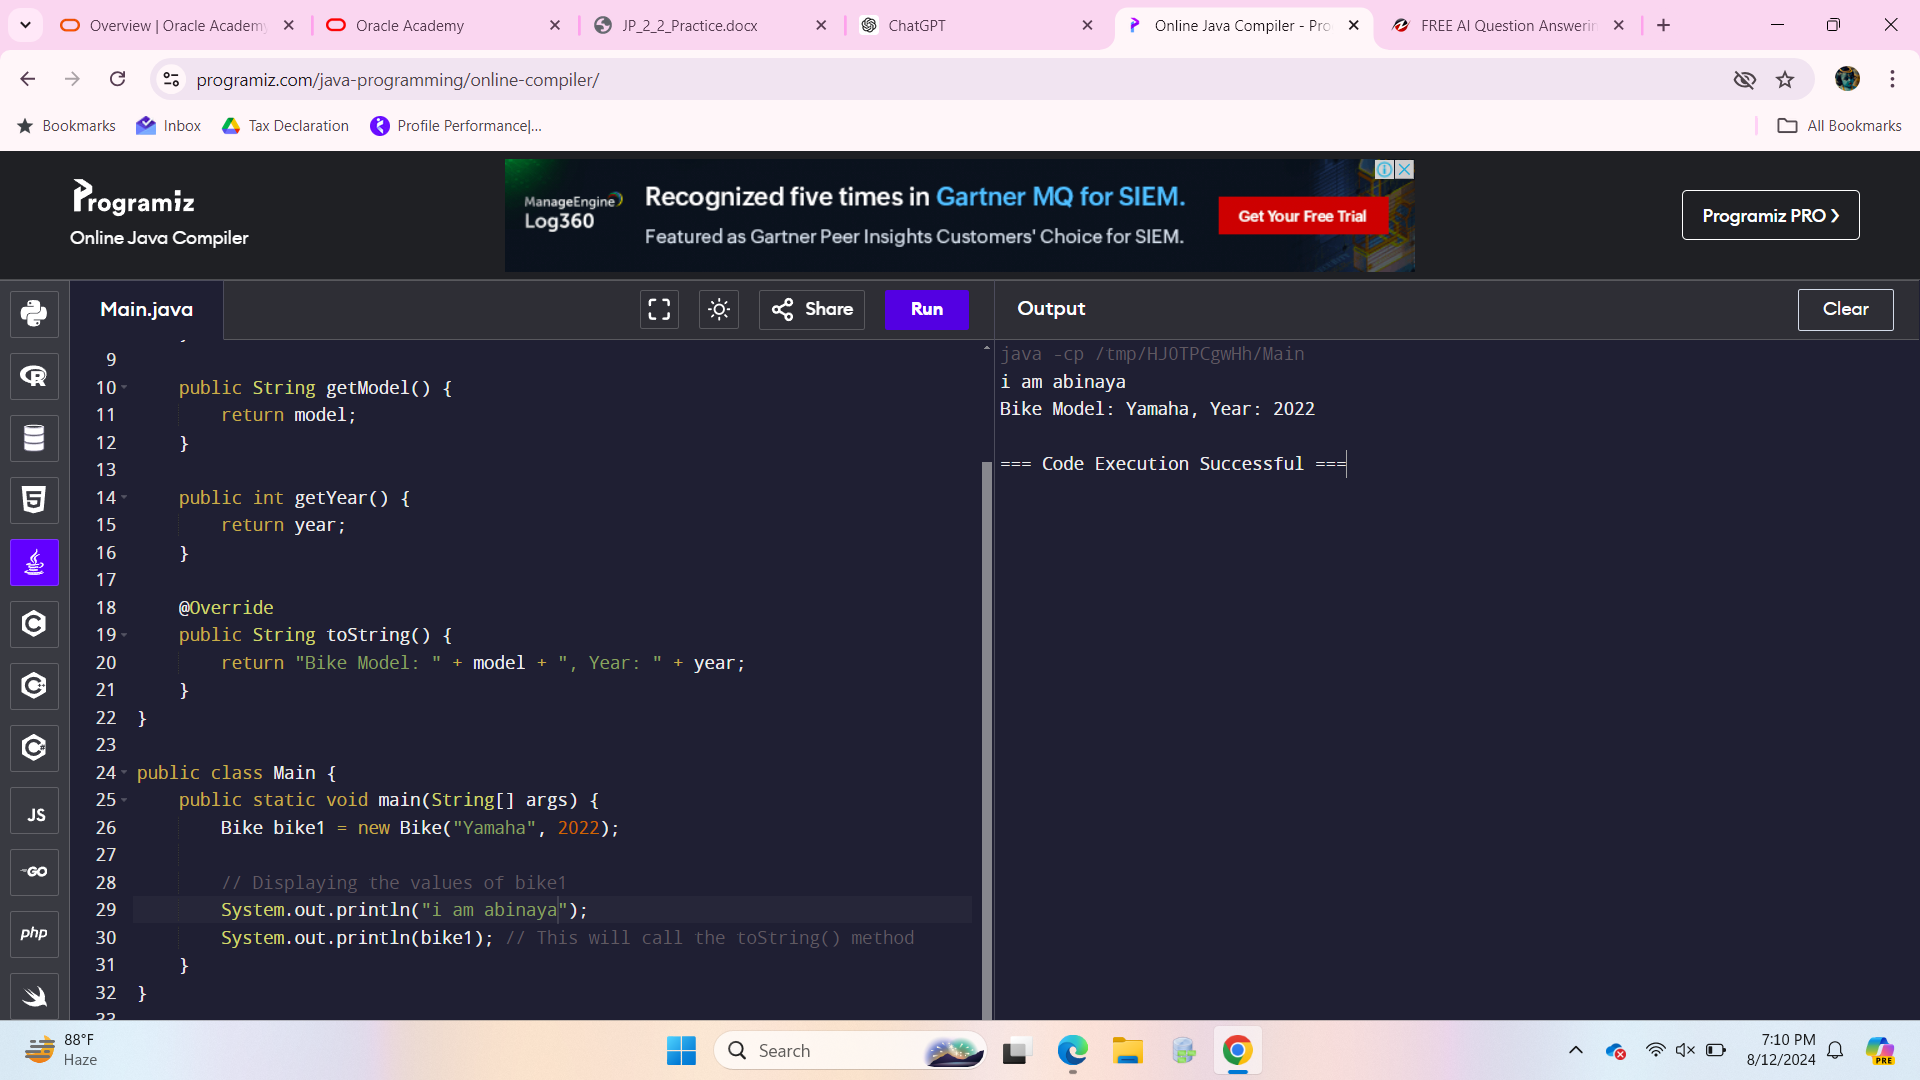 Overview | Oracle Academy
Oracle Academy
JP_2_2_Practice.docx
ChatGPT
Online Java Compiler - Pro
FREE AI Question Answerin
programiz.com/java-programming/online-compiler/
Bookmarks
Inbox
Tax Declaration
Profile Performance|...
All Bookmarks
Programiz
Online Java Compiler
ManageEngine
Log360
Recognized five times in Gartner MQ for SIEM.
Featured as Gartner Peer Insights Customers' Choice for SIEM.
Get Your Free Trial
Programiz PRO
Main.java
Share
Run
Output
Clear
9
10 public String getModel() {
11 return model;
12 }
13
14 public int getYear() {
15 return year;
16 }
17
18 @Override
19 public String toString() {
20 return "Bike Model: " + model + ", Year: " + year;
21 }
22 }
23
24 public class Main {
25 public static void main(String[] args) {
26 Bike bike1 = new Bike("Yamaha", 2022);
27
28 // Displaying the values of bike1
29 System.out.println("i am abinaya");
30 System.out.println(bike1); // This will call the toString() method
31 }
32 }
33
java -cp /tmp/HJ0TPCgwHh/Main
i am abinaya
Bike Model: Yamaha, Year: 2022
=== Code Execution Successful ===
JS
GO
php
88°F
Haze
Search
7:10 PM
8/12/2024
PRE